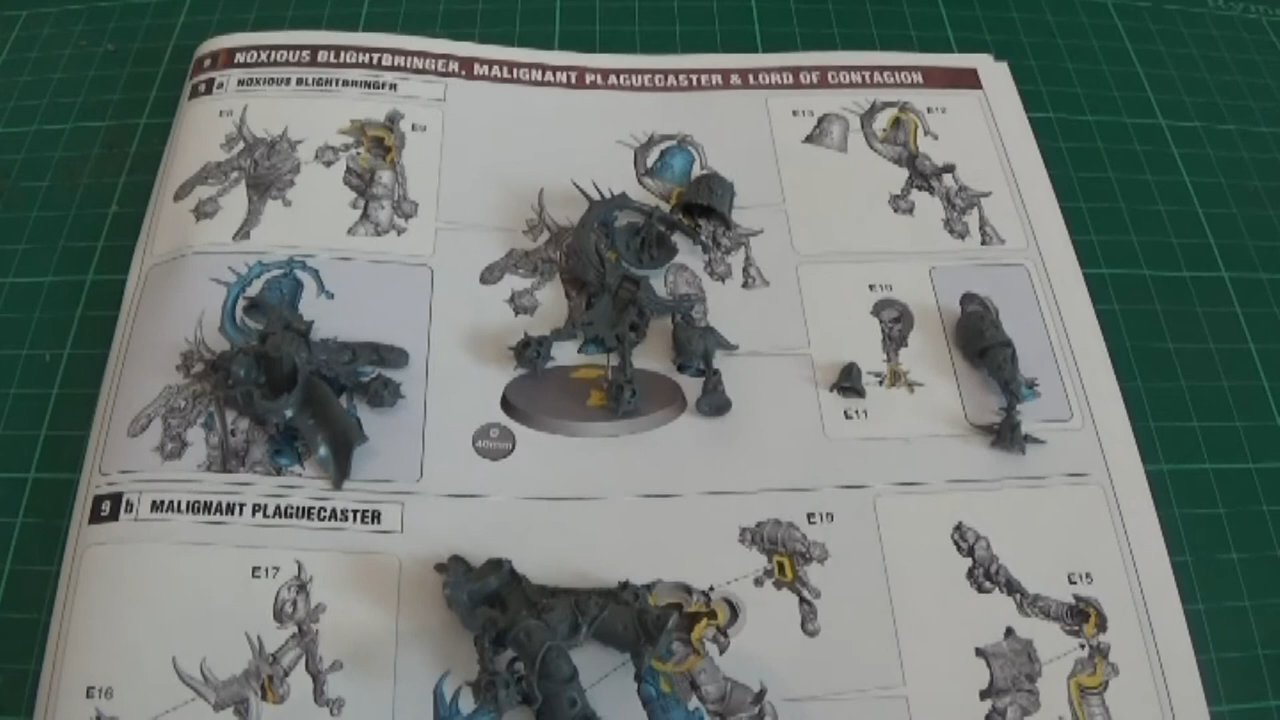 NOXIOUS BLIGHTBRINGER, MALIGNANT PLAGUECASTER & LORD OF CONTAGION
9 a NOXIOUS BLIGHTBRINGER
E8
E9
E13
E12
E10
E11
40mm
9 b MALIGNANT PLAGUECASTER
E19
E17
E15
E16